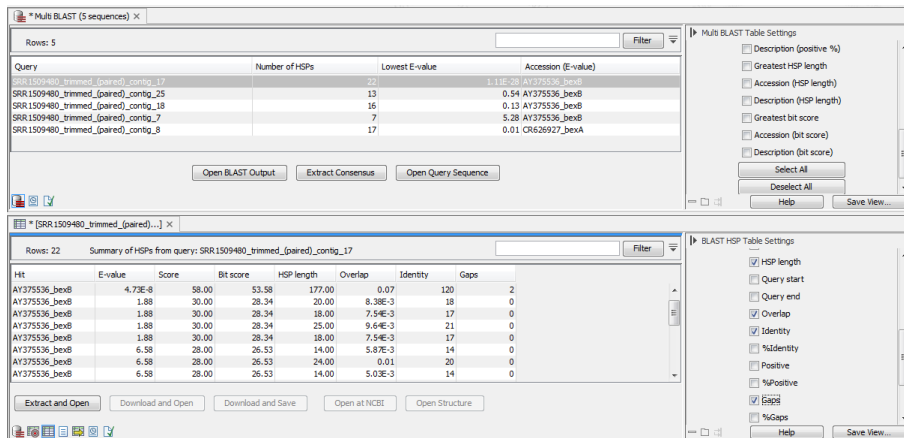 * Multi BLAST (5 sequences)
Rows: 5 Filter
Query Number of HSPs Lowest E-value Accession (E-value)
SRR1509480_trimmed_(paired)_contig_17 22 1.11E-28 AY375536_bexB
SRR1509480_trimmed_(paired)_contig_25 13 0.54 AY375536_bexB
SRR1509480_trimmed_(paired)_contig_18 16 0.13 AY375536_bexB
SRR1509480_trimmed_(paired)_contig_7 7 5.28 AY375536_bexB
SRR1509480_trimmed_(paired)_contig_8 17 0.01 CR626927_bexA
Open BLAST Output Extract Consensus Open Query Sequence
Multi BLAST Table Settings
Description (positive %)
Greatest HSP length
Accession (HSP length)
Description (HSP length)
Greatest bit score
Accession (bit score)
Description (bit score)
Select All
Deselect All
Help Save View...
* [SRR1509480_trimmed_(paired)...]
Rows: 22 Summary of HSPs from query: SRR1509480_trimmed_(paired)_contig_17 Filter
Hit E-value Score Bit score HSP length Overlap Identity Gaps
AY375536_bexB 4.73E-8 58.00 53.58 177.00 0.07 120 2
AY375536_bexB 1.88 30.00 28.34 20.00 8.38E-3 18 0
AY375536_bexB 1.88 30.00 28.34 18.00 7.54E-3 17 0
AY375536_bexB 1.88 30.00 28.34 25.00 9.64E-3 21 0
AY375536_bexB 1.88 30.00 28.34 18.00 7.54E-3 17 0
AY375536_bexB 6.58 28.00 26.53 14.00 5.87E-3 14 0
AY375536_bexB 6.58 28.00 26.53 24.00 0.01 20 0
AY375536_bexB 6.58 28.00 26.53 14.00 5.03E-3 14 0
Extract and Open Download and Open Download and Save Open at NCBI Open Structure
BLAST HSP Table Settings
HSP length
Query start
Query end
Overlap
Identity
%Identity
Positive
%Positive
Gaps
%Gaps
Help Save View...